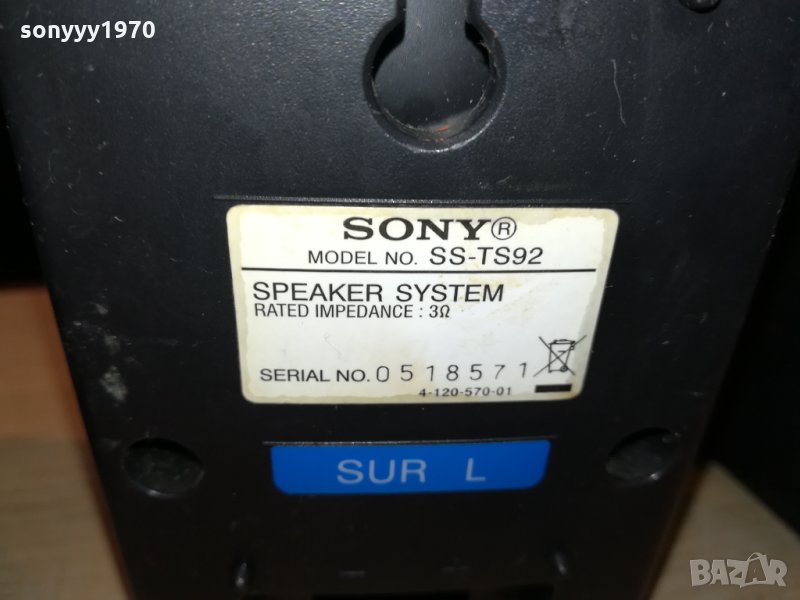 sonyyy1970
SONY®
MODEL NO. SS-TS92
SPEAKER SYSTEM
RATED IMPEDANCE : 3Ω
SERIAL NO. 0518571
4-120-570-01
SUR L
− +
BAZAR